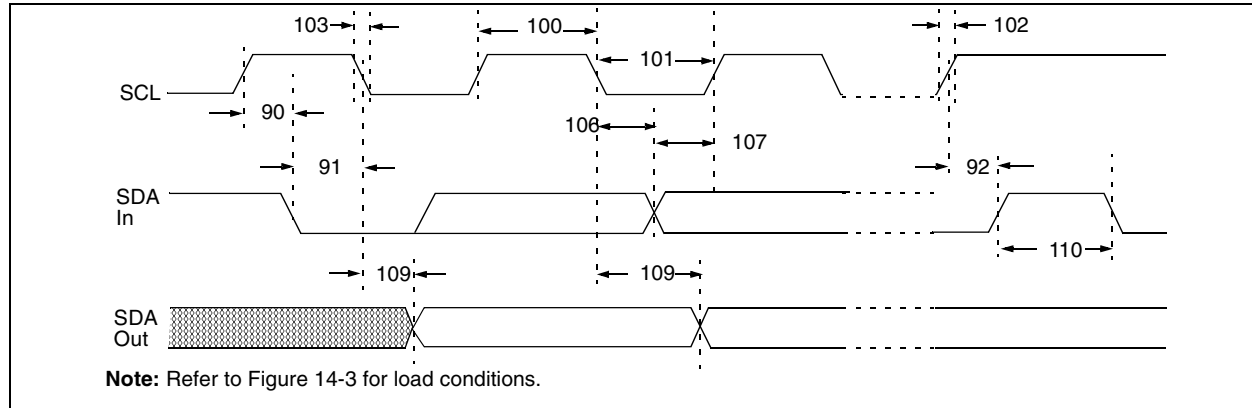 103
100
102
101
SCL
90
106
107
91
92
SDA
In
110
109
109
SDA
Out
Note: Refer to Figure 14-3 for load conditions.